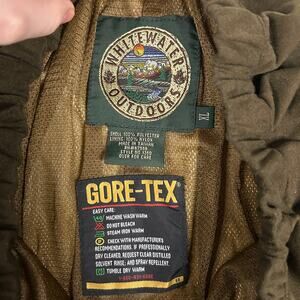 WHITEWATER
OUTDOORS
XL
SHELL: 100% POLYESTER
LINING: 100% NYLON
MADE IN TAIWAN
STYLE NO.
OVER FOR CARE
GORE-TEX
EASY CARE:
MACHINE WASH WARM
DO NOT BLEACH
STEAM IRON WARM
CHECK WITH MANUFACTURER'S
RECOMMENDATIONS. IF PROFESSIONALLY
DRY CLEANED, REQUEST CLEAR DISTILLED
SOLVENT RINSE; AND SPRAY REPELLENT.
TUMBLE DRY WARM